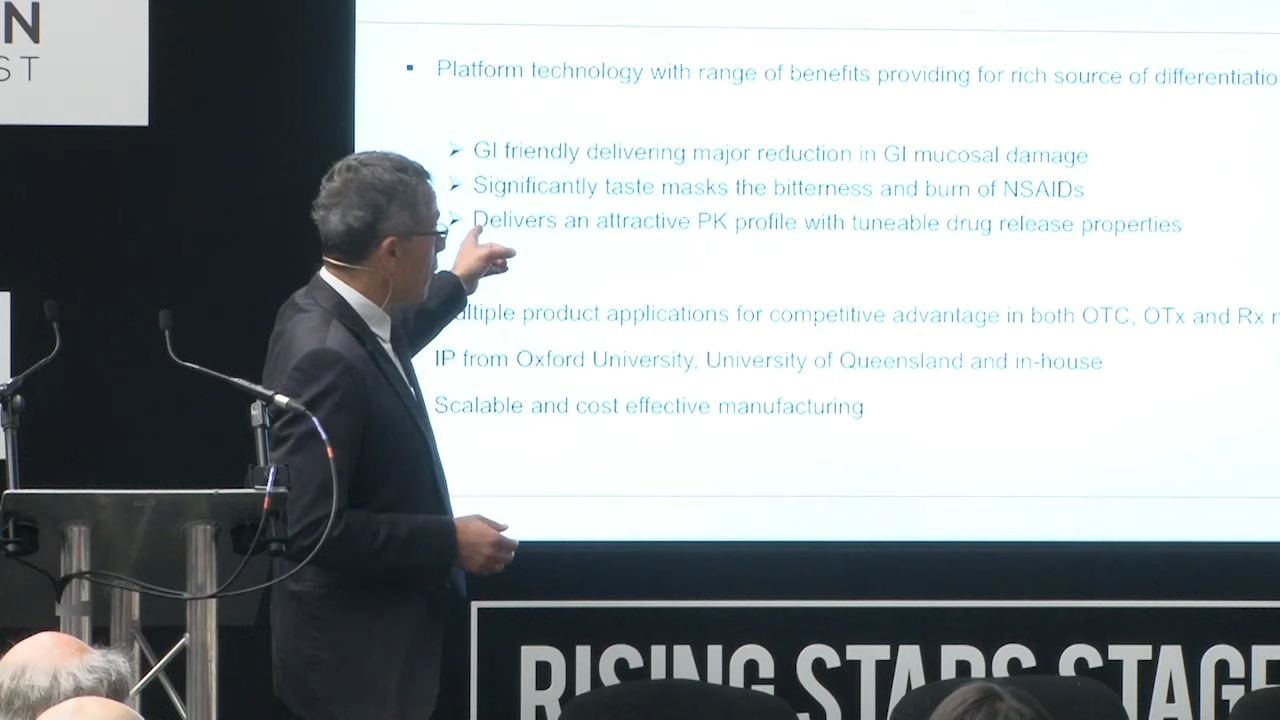 N
ST
Platform technology with range of benefits providing for rich source of differentiatio
GI friendly delivering major reduction in GI mucosal damage
Significantly taste masks the bitterness and burn of NSAIDs
Delivers an attractive PK profile with tuneable drug release properties
ultiple product applications for competitive advantage in both OTC, OTx and Rx
IP from Oxford University, University of Queensland and in-house
Scalable and cost effective manufacturing
RISING STARS STAGE